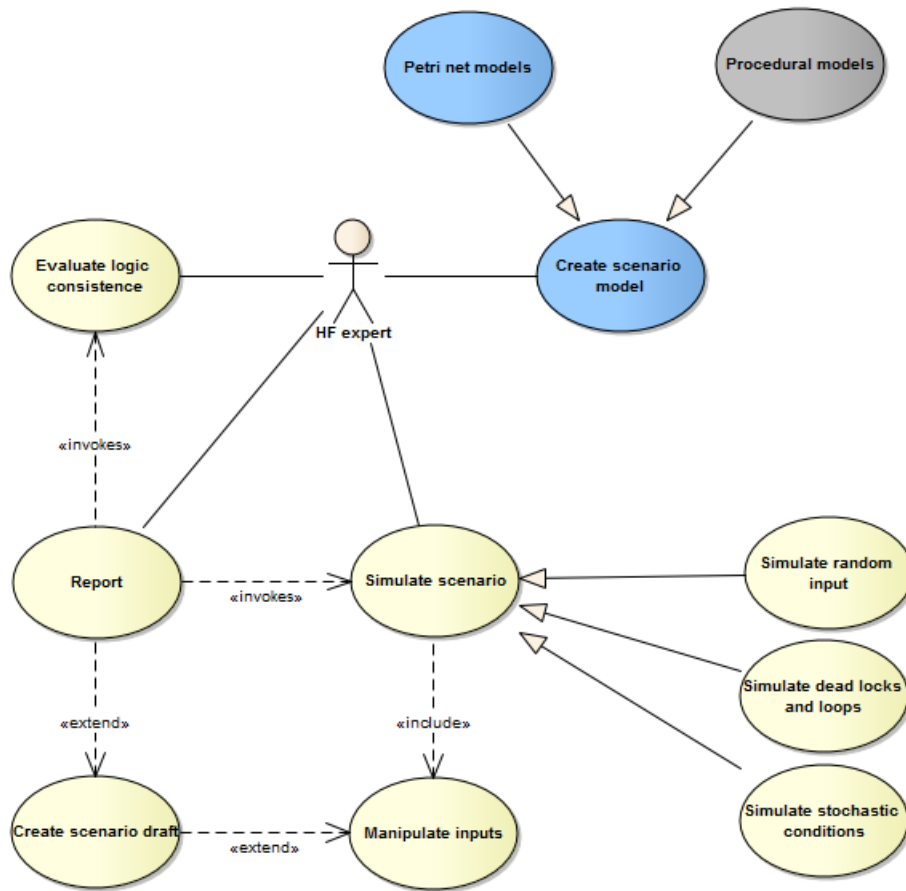 Petri net models
Procedural models
Evaluate logic
consistence
Create scenario
model
HF expert
«invokes»
Report
«invokes»
Simulate scenario
Simulate random
input
Simulate dead locks
and loops
«extend»
«include»
Create scenario draft
«extend»
Manipulate inputs
Simulate stochastic
conditions